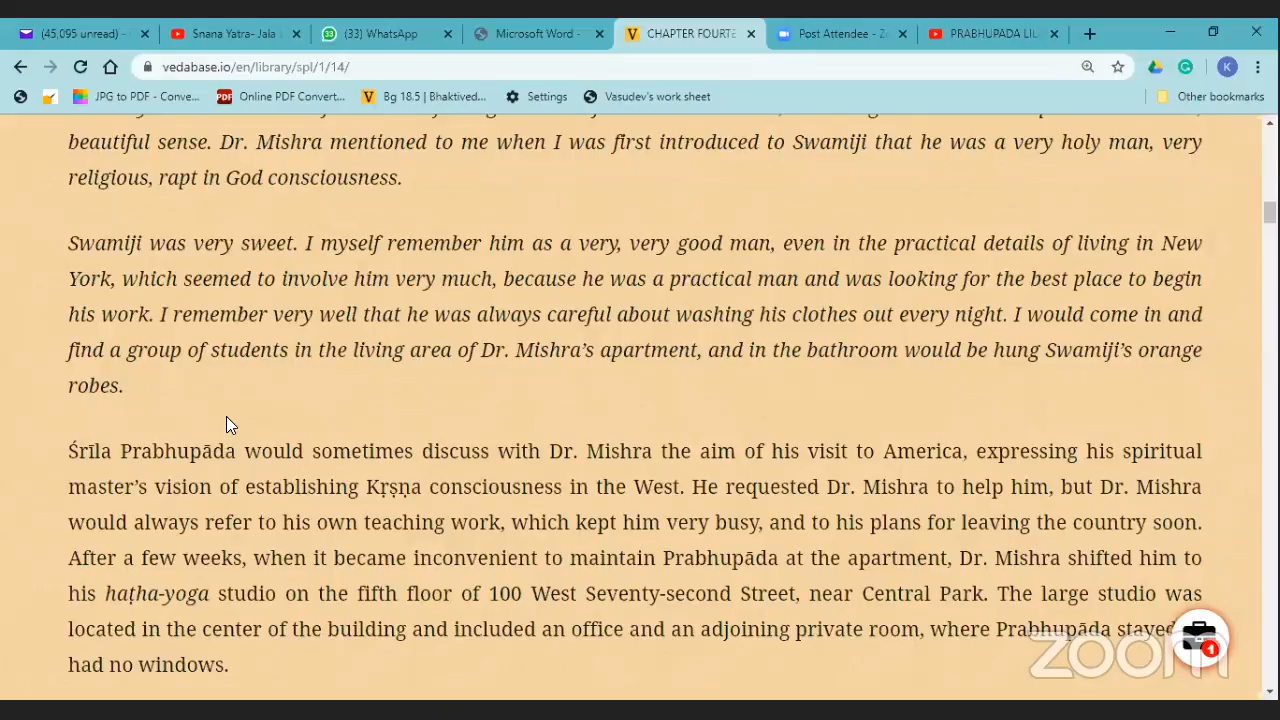 (45,095 unread) -
Snana Yatra- Jala
33
(33) WhatsApp
Microsoft Word -
CHAPTER FOURTE
Post Attendee - Z
PRABHUPADA LIL
vedabase.io/en/library/spl/1/14/
K
JPG to PDF - Conve...
PDF
Online PDF Convert...
Bg 18.5 | Bhaktived...
Settings
Vasudev's work sheet
Other bookmarks
beautiful sense. Dr. Mishra mentioned to me when I was first introduced to Swamiji that he was a very holy man, very
religious, rapt in God consciousness.
Swamiji was very sweet. I myself remember him as a very, very good man, even in the practical details of living in New
York, which seemed to involve him very much, because he was a practical man and was looking for the best place to begin
his work. I remember very well that he was always careful about washing his clothes out every night. I would come in and
find a group of students in the living area of Dr. Mishra’s apartment, and in the bathroom would be hung Swamiji’s orange
robes.
Śrīla Prabhupāda would sometimes discuss with Dr. Mishra the aim of his visit to America, expressing his spiritual
master’s vision of establishing Kṛṣṇa consciousness in the West. He requested Dr. Mishra to help him, but Dr. Mishra
would always refer to his own teaching work, which kept him very busy, and to his plans for leaving the country soon.
After a few weeks, when it became inconvenient to maintain Prabhupāda at the apartment, Dr. Mishra shifted him to
his haṭha-yoga studio on the fifth floor of 100 West Seventy-second Street, near Central Park. The large studio was
located in the center of the building and included an office and an adjoining private room, where Prabhupāda stayed
had no windows.
1
zoom